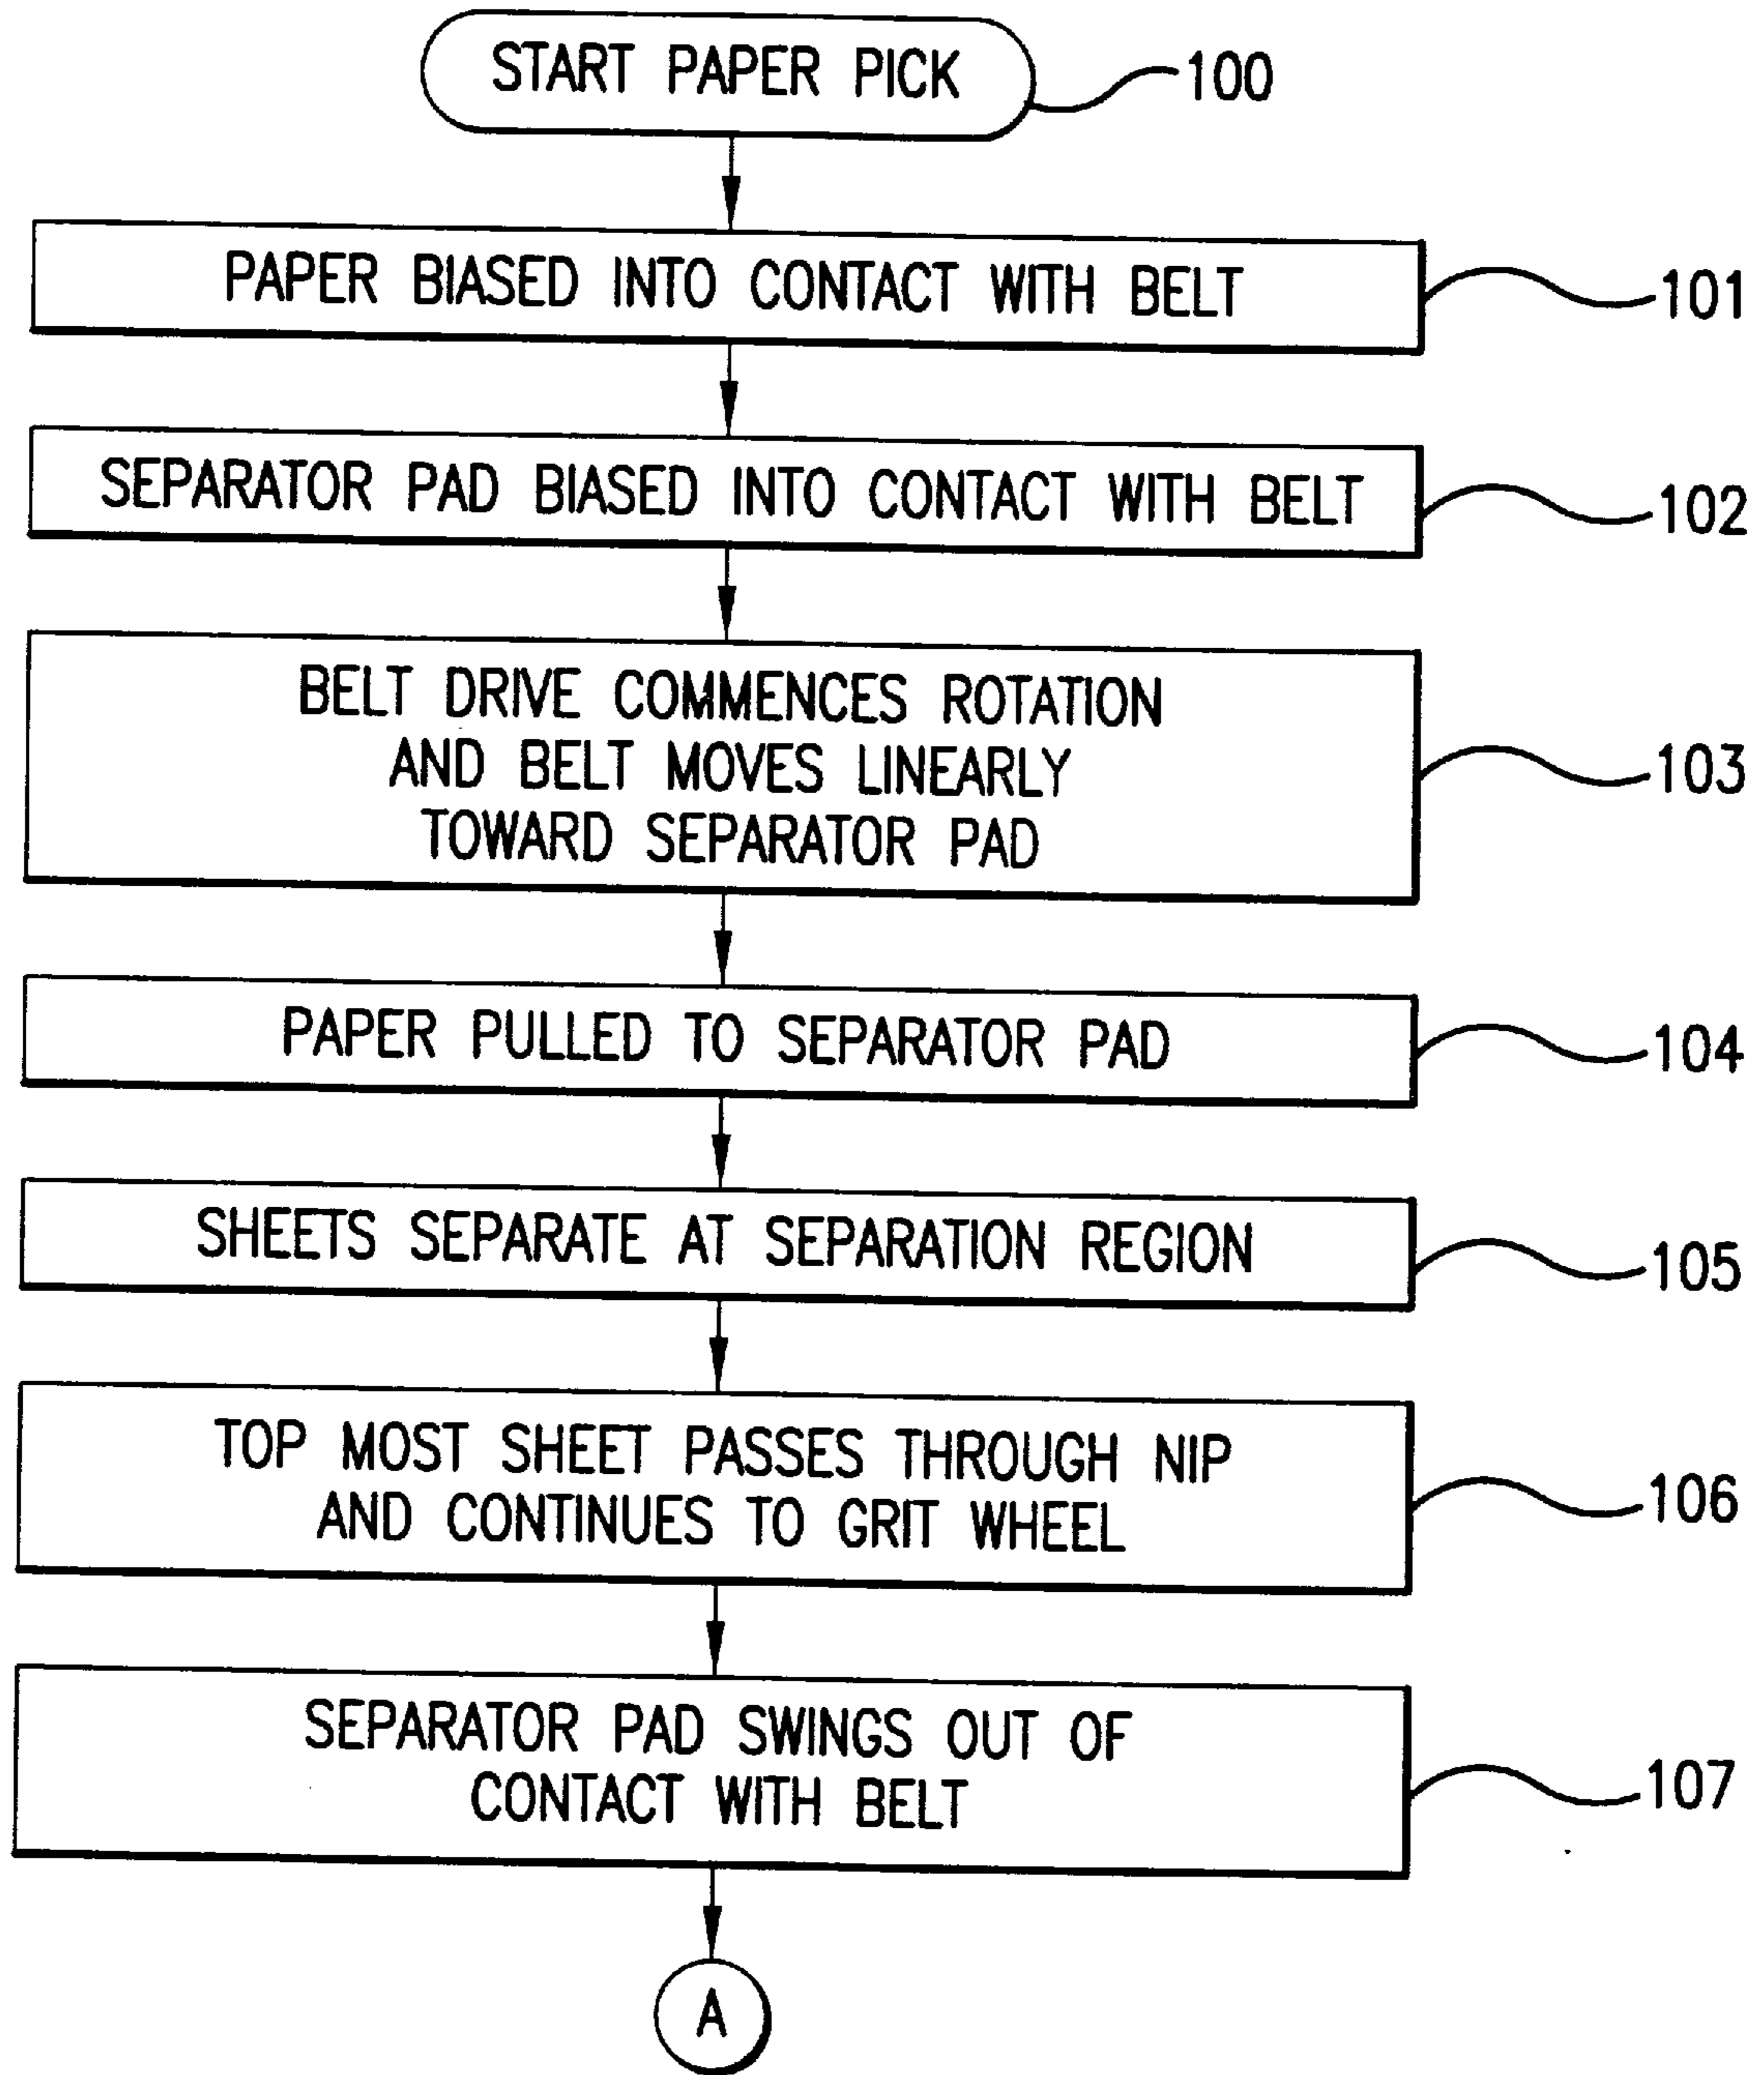 START PAPER PICK
100
PAPER BIASED INTO CONTACT WITH BELT
101
SEPARATOR PAD BIASED INTO CONTACT WITH BELT
102
BELT DRIVE COMMENCES ROTATION
AND BELT MOVES LINEARLY
TOWARD SEPARATOR PAD
103
PAPER PULLED TO SEPARATOR PAD
104
SHEETS SEPARATE AT SEPARATION REGION
105
TOP MOST SHEET PASSES THROUGH NIP
AND CONTINUES TO GRIT WHEEL
106
SEPARATOR PAD SWINGS OUT OF
CONTACT WITH BELT
107
A